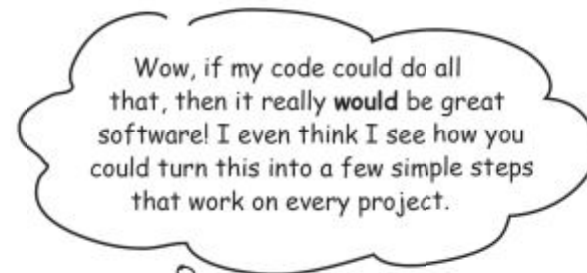 Wow, if my code could do all
that, then it really would be great
software! I even think I see how you
could turn this into a few simple steps
that work on every project.